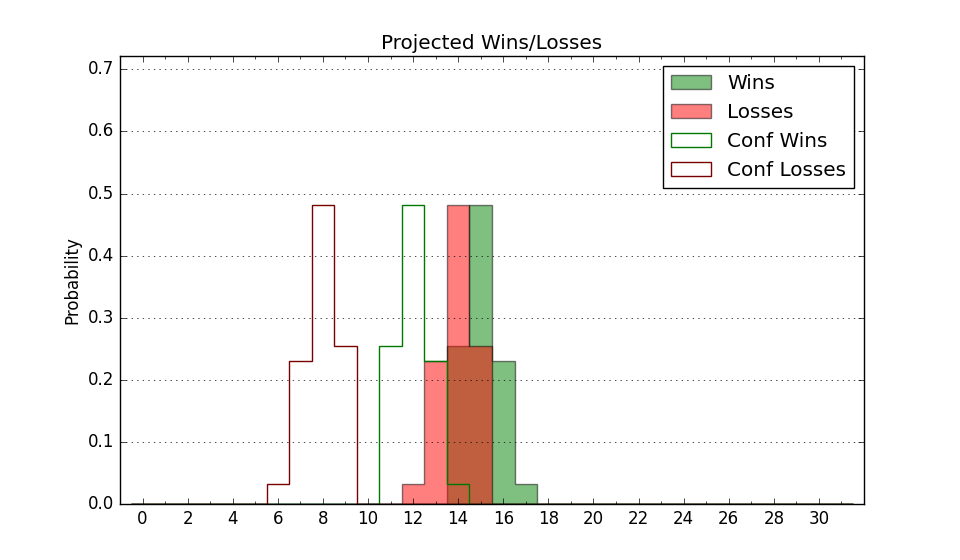 Projected Wins/Losses
Wins
Losses
Conf Wins
Conf Losses
Probability
0.7
0.6
0.5
0.4
0.3
0.2
0.1
0.0
0 2 4 6 8 10 12 14 16 18 20 22 24 26 28 30